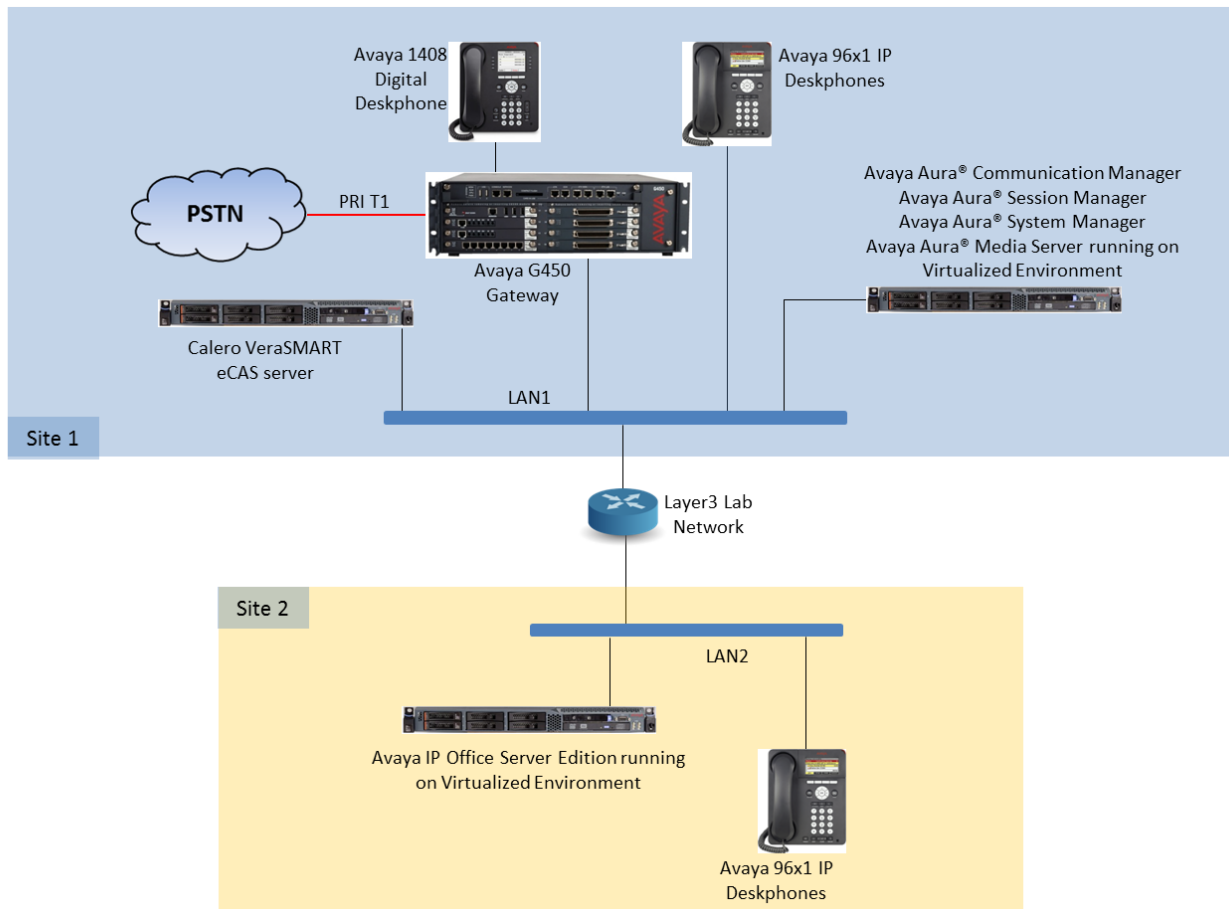 Avaya 1408
Digital
Deskphone
Avaya 96x1 IP
Deskphones
Avaya Aura® Communication Manager
Avaya Aura® Session Manager
Avaya Aura® System Manager
Avaya Aura® Media Server running on
Virtualized Environment
PSTN
PRI T1
AVAYA
Avaya G450
Gateway
Calero VeraSMART
eCAS server
LAN1
Site 1
Layer3 Lab
Network
Site 2
LAN2
Avaya IP Office Server Edition running
on Virtualized Environment
Avaya 96x1 IP
Deskphones